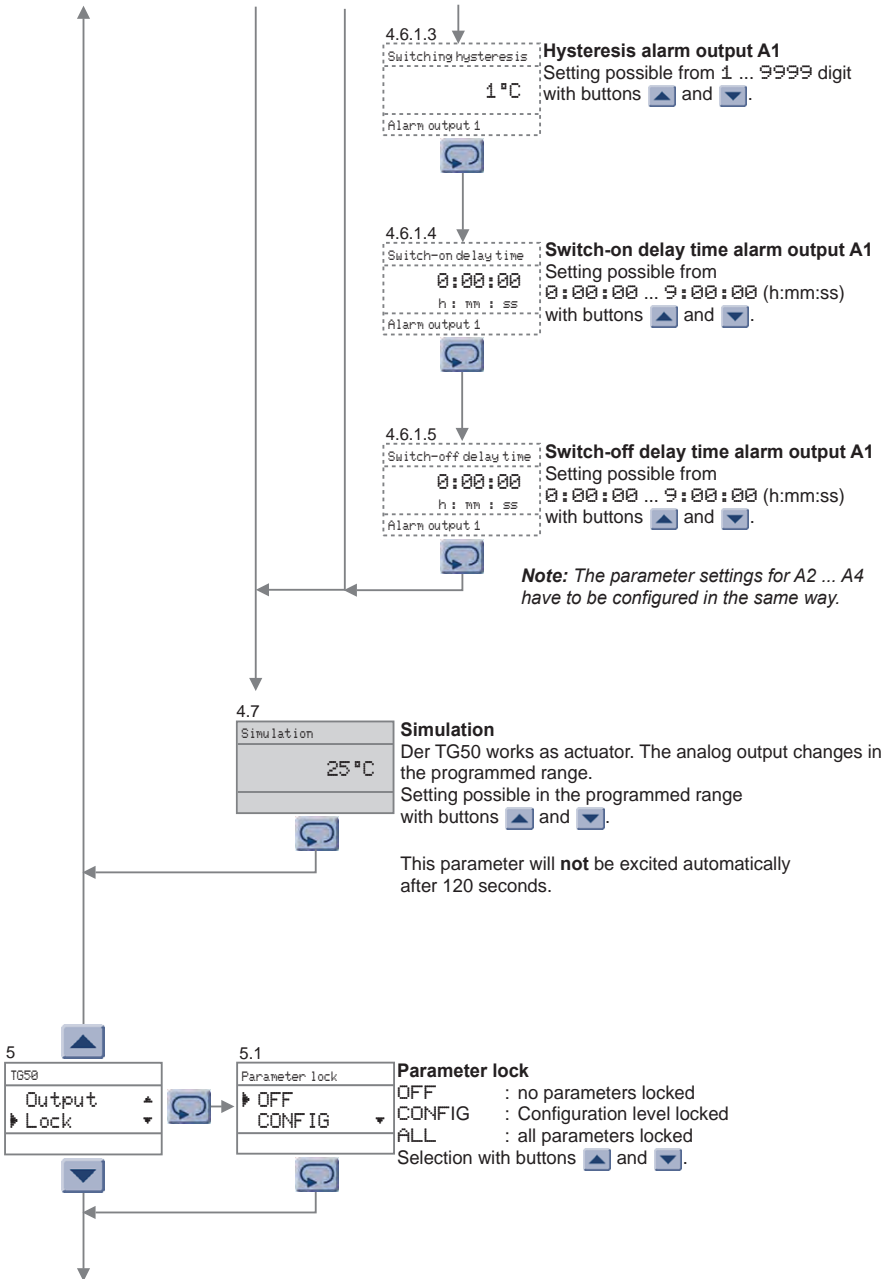 4.6.1.3
Switching hysteresis
1°C
Alarm output 1
Hysteresis alarm output A1
Setting possible from 1 ... 9999 digit
with buttons and .
4.6.1.4
Switch-on delay time
0:00:00
h : mm : ss
Alarm output 1
Switch-on delay time alarm output A1
Setting possible from
0:00:00 ... 9:00:00 (h:mm:ss)
with buttons and .
4.6.1.5
Switch-off delay time
0:00:00
h : mm : ss
Alarm output 1
Switch-off delay time alarm output A1
Setting possible from
0:00:00 ... 9:00:00 (h:mm:ss)
with buttons and .
Note: The parameter settings for A2 ... A4
have to be configured in the same way.
4.7
Simulation
25°C
Simulation
Der TG50 works as actuator. The analog output changes in
the programmed range.
Setting possible in the programmed range
with buttons and .
This parameter will not be excited automatically
after 120 seconds.
5
TG50
Output
Lock
5.1
Parameter lock
OFF
CONFIG
Parameter lock
OFF : no parameters locked
CONFIG : Configuration level locked
ALL : all parameters locked
Selection with buttons and .